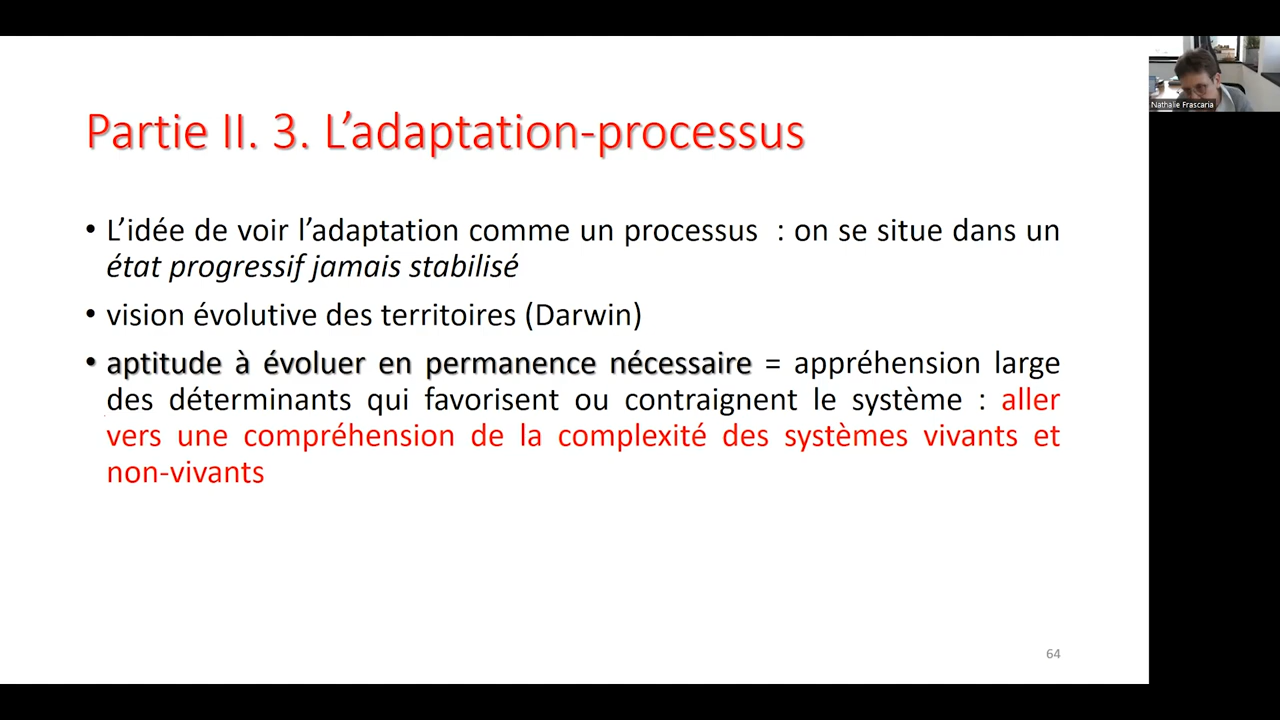 Nathalie Frascaria
Partie II. 3. L’adaptation-processus
• L’idée de voir l’adaptation comme un processus : on se situe dans un
état progressif jamais stabilisé
• vision évolutive des territoires (Darwin)
• aptitude à évoluer en permanence nécessaire = appréhension large
des déterminants qui favorisent ou contraignent le système : aller
vers une compréhension de la complexité des systèmes vivants et
non-vivants
64